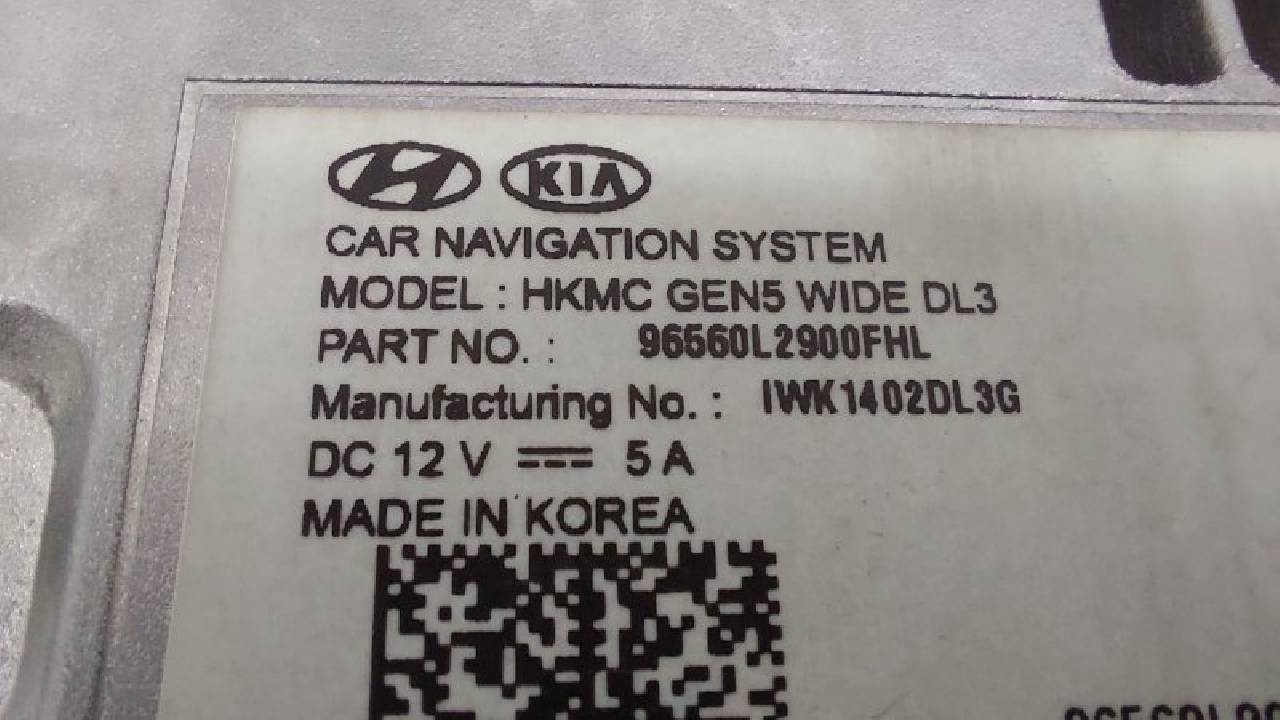 KIA
CAR NAVIGATION SYSTEM
MODEL : HKMC GEN5 WIDE DL3
PART NO. : 96560L2900FHL
Manufacturing No. : IWK1402DL3G
DC 12 V 5 A
MADE IN KOREA